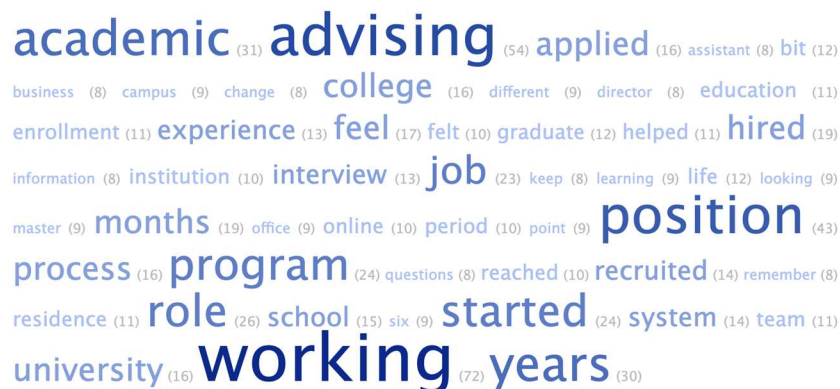 academic (31) advising (54) applied (16) assistant (8) bit (12)
business (8) campus (9) change (8) college (16) different (9) director (8) education (11)
enrollment (11) experience (13) feel (17) felt (10) graduate (12) helped (11) hired (19)
information (8) institution (10) interview (13) job (23) keep (8) learning (9) life (12) looking (9)
master (9) months (19) office (9) online (10) period (10) point (9) position (43)
process (16) program (24) questions (8) reached (10) recruited (14) remember (8)
residence (11) role (26) school (15) six (9) started (24) system (14) team (11)
university (16) working (72) years (30)